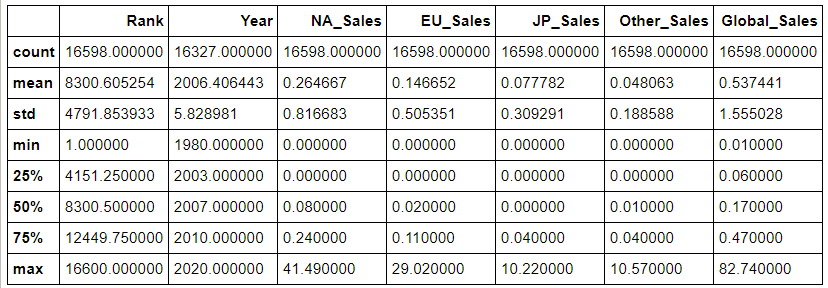 Rank Year NA_Sales EU_Sales JP_Sales Other_Sales Global_Sales
count 16598.000000 16327.000000 16598.000000 16598.000000 16598.000000 16598.000000 16598.000000
mean 8300.605254 2006.406443 0.264667 0.146652 0.077782 0.048063 0.537441
std 4791.853933 5.828981 0.816683 0.505351 0.309291 0.188588 1.555028
min 1.000000 1980.000000 0.000000 0.000000 0.000000 0.000000 0.010000
25% 4151.250000 2003.000000 0.000000 0.000000 0.000000 0.000000 0.060000
50% 8300.500000 2007.000000 0.080000 0.020000 0.000000 0.010000 0.170000
75% 12449.750000 2010.000000 0.240000 0.110000 0.040000 0.040000 0.470000
max 16600.000000 2020.000000 41.490000 29.020000 10.220000 10.570000 82.740000